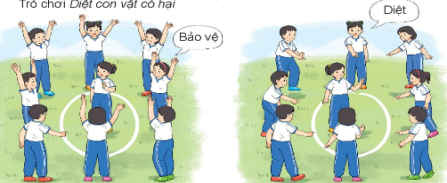 Trò chơi Diệt con vật có hại
Bảo vệ
Diệt